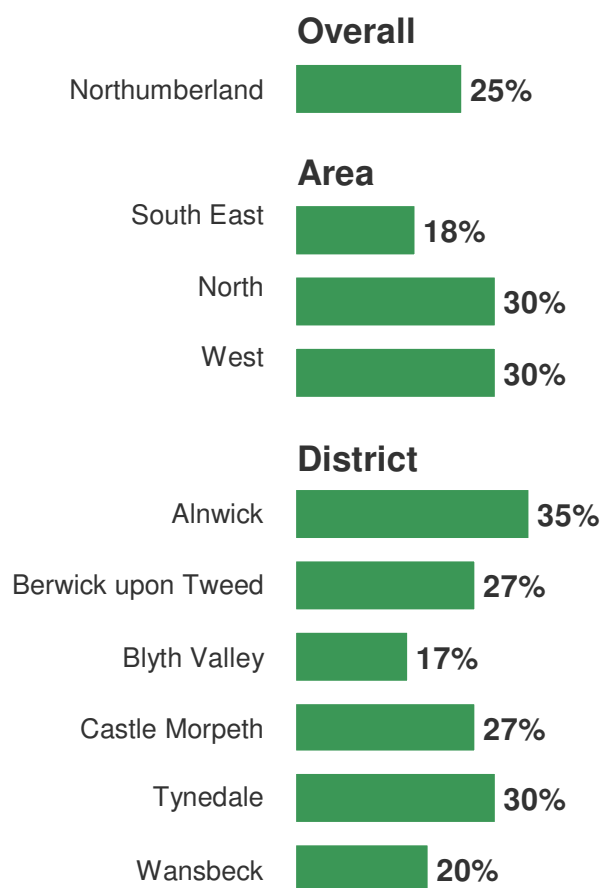 Overall
Northumberland 25%
Area
South East 18%
North 30%
West 30%
District
Alnwick 35%
Berwick upon Tweed 27%
Blyth Valley 17%
Castle Morpeth 27%
Tynedale 30%
Wansbeck 20%